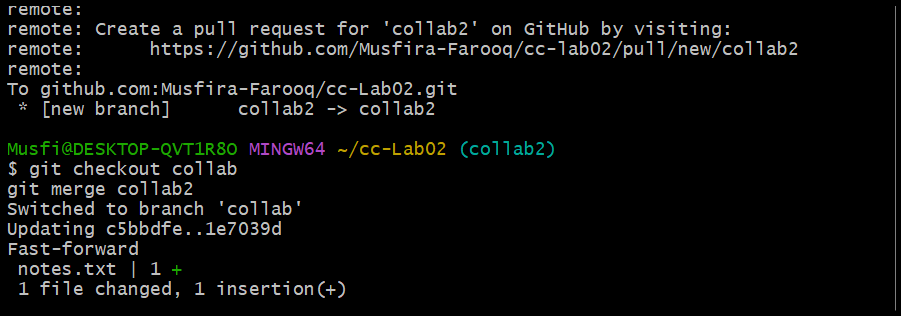 remote:
remote: Create a pull request for 'collab2' on GitHub by visiting:
remote:      https://github.com/Musfira-Farooq/cc-lab02/pull/new/collab2
remote:
To github.com:Musfira-Farooq/cc-Lab02.git
 * [new branch]      collab2 -> collab2
Musfi@DESKTOP-QVT1R8O MINGW64 ~/cc-Lab02 (collab2)
$ git checkout collab
git merge collab2
Switched to branch 'collab'
Updating c5bbdfe..1e7039d
Fast-forward
 notes.txt | 1 +
 1 file changed, 1 insertion(+)